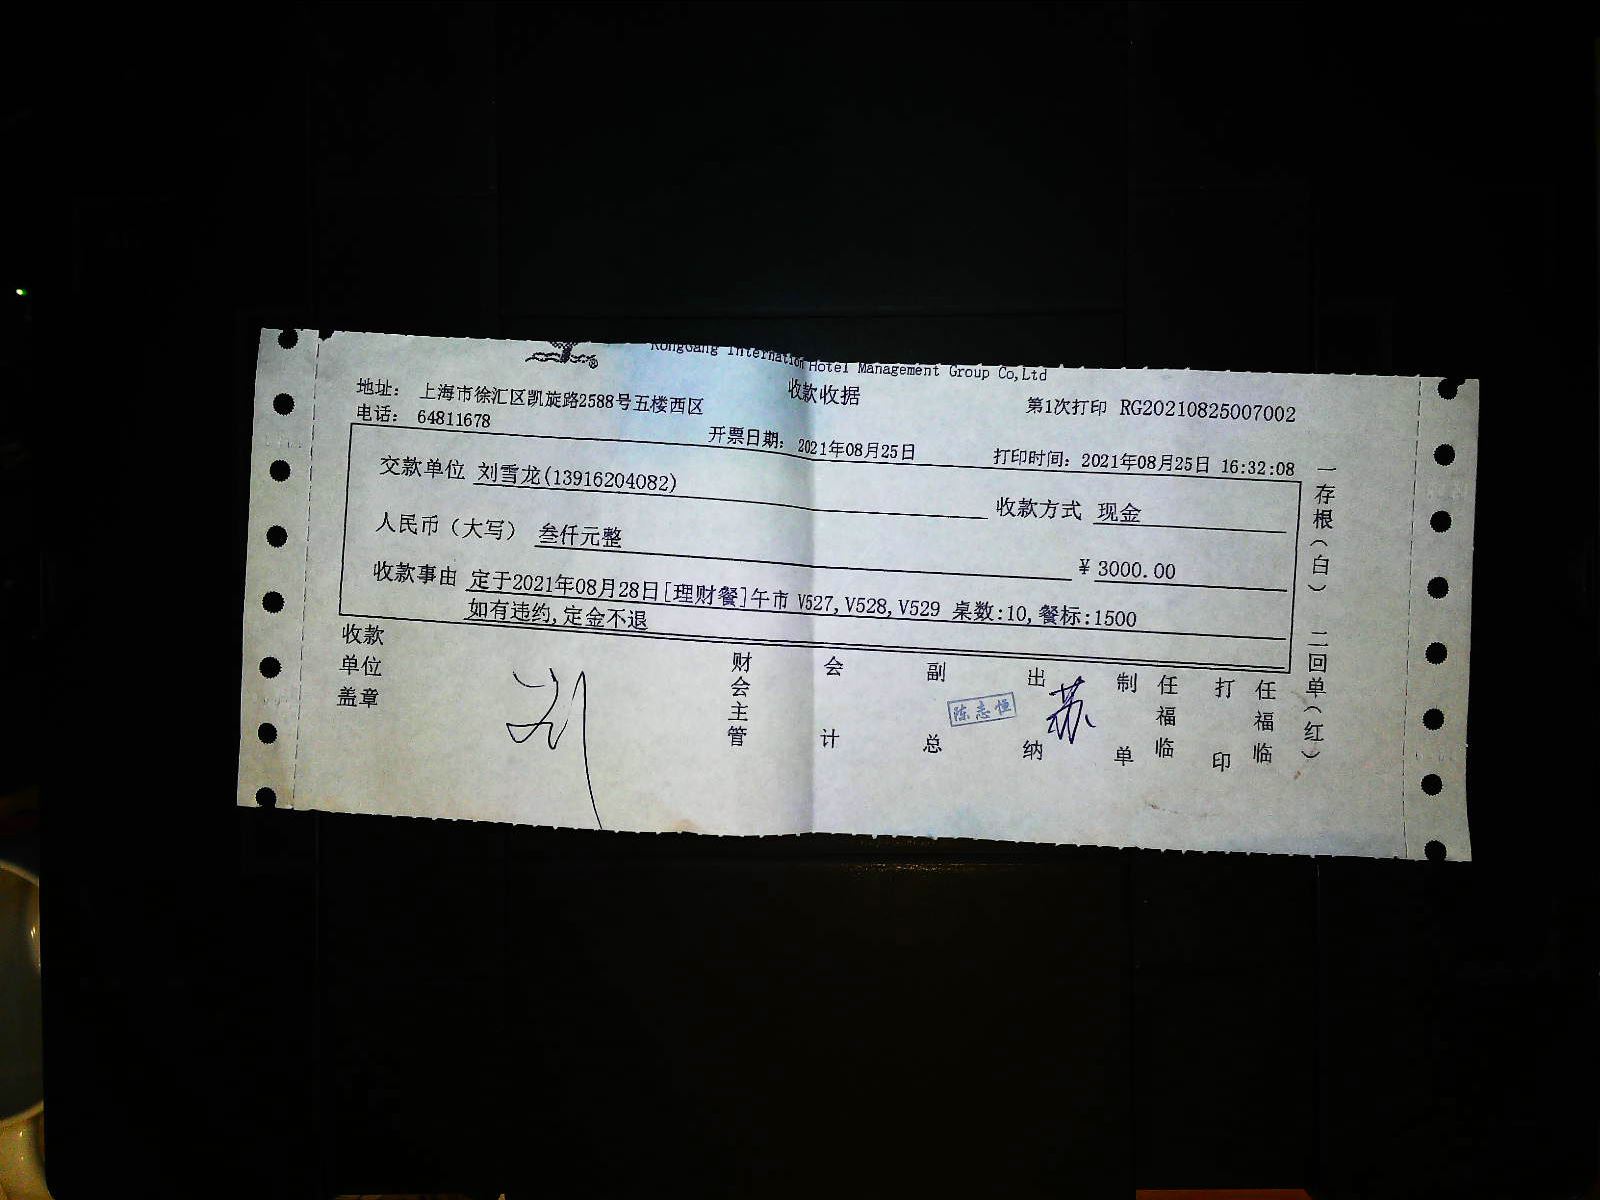 RongGang Internation Hotel Management Group Co,Ltd
收款收据
地址： 上海市徐汇区凯旋路2588号五楼西区
第1次打印 RG20210825007002
电话： 64811678
开票日期：2021年08月25日
打印时间：2021年08月25日 16:32:08
交款单位 刘雪龙(13916204082)
收款方式 现金
人民币（大写） 叁仟元整
¥ 3000.00
收款事由 定于2021年08月28日[理财餐]午市 V527,V528,V529 桌数:10,餐标:1500
如有违约,定金不退
收款单位盖章
财会主管
会计
副总
陈志恒
出纳
苏
制单
任福临
打印
任福临
一存根（白） 二回单（红）